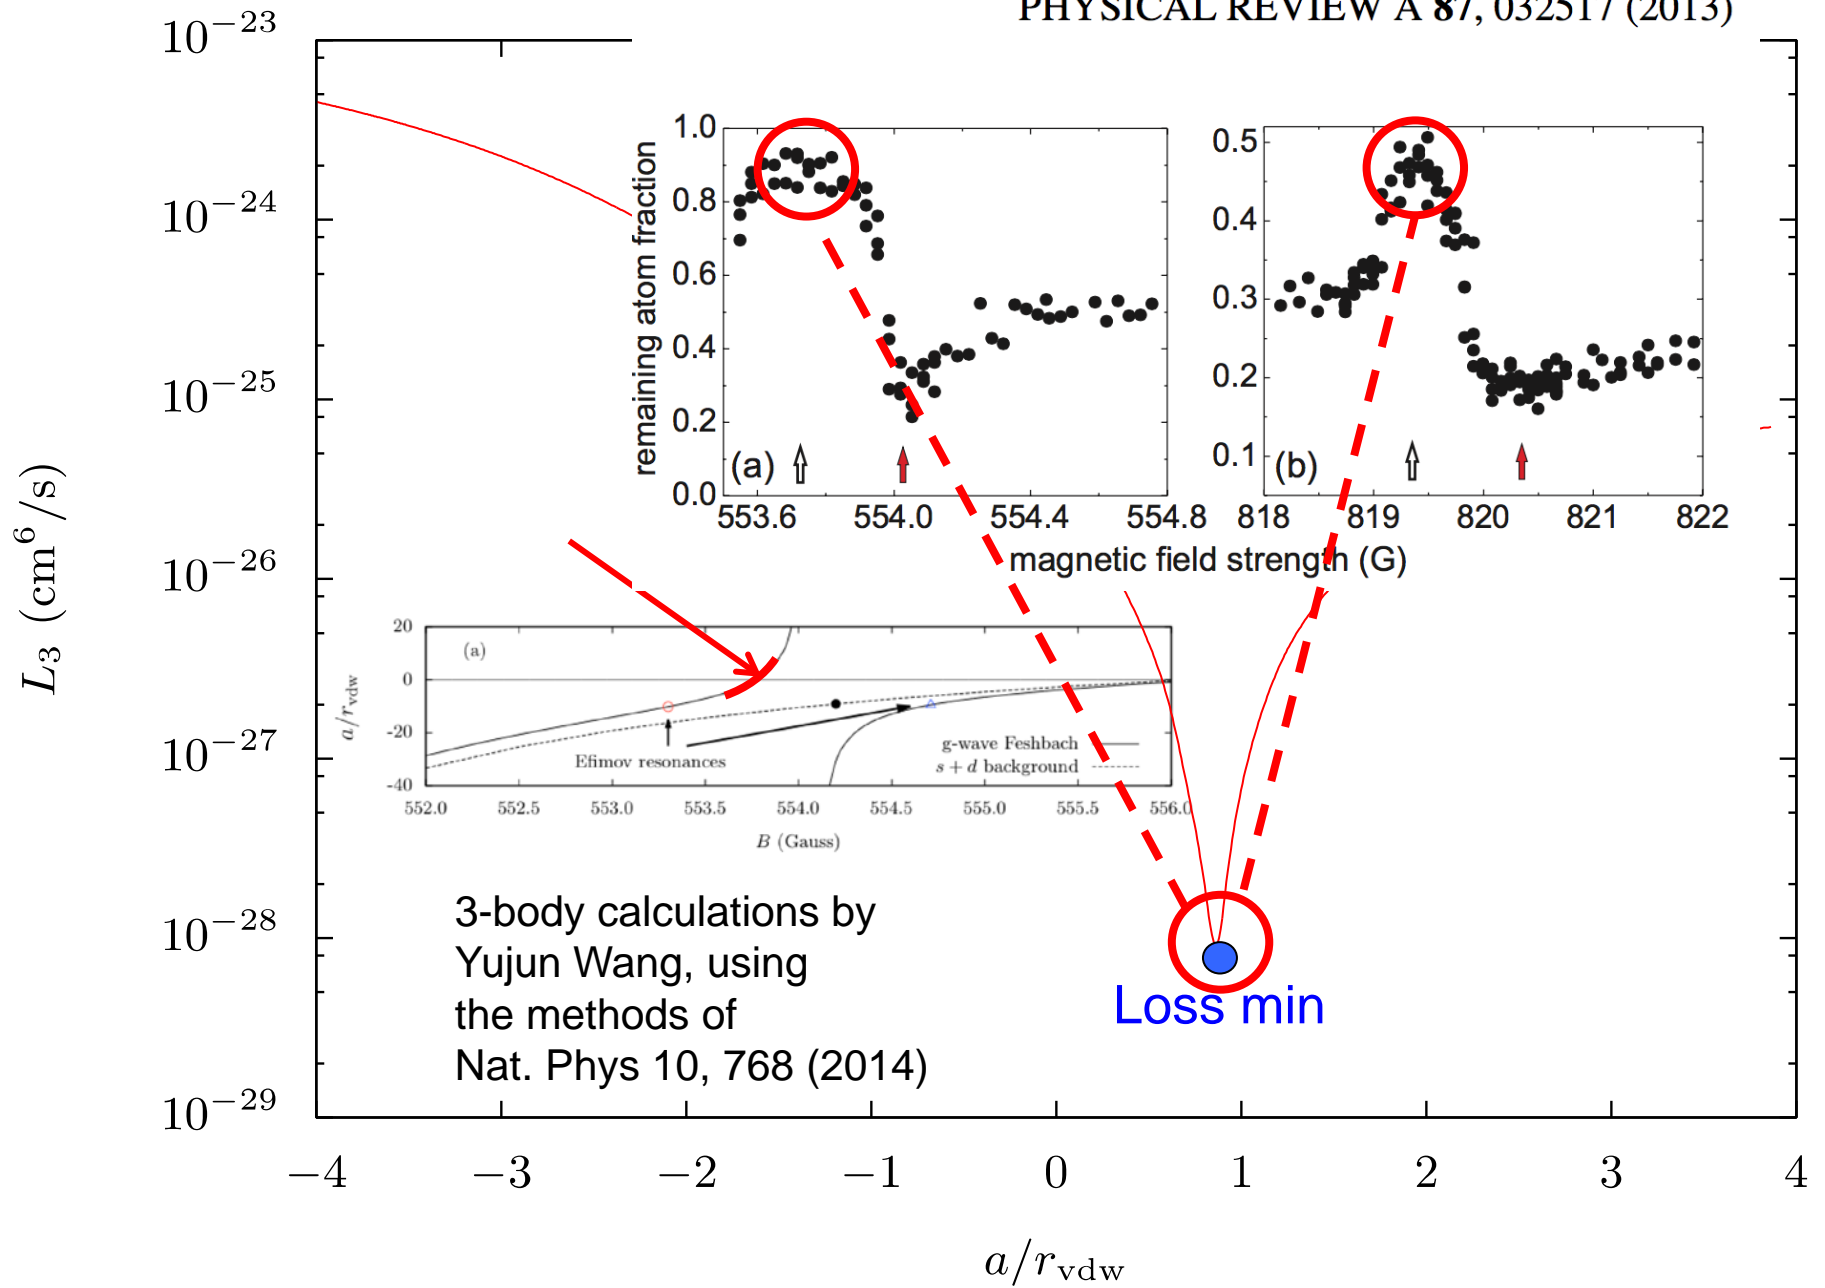 PHYSICAL REVIEW A 87, 032517 (2013)
10−23
10−24
10−25
10−26
10−27
10−28
10−29
L3 (cm6/s)
−4 −3 −2 −1 0 1 2 3 4
a/rvdw
remaining atom fraction
1.0
0.8
0.6
0.4
0.2
0.0
(a)
553.6 554.0 554.4 554.8
0.5
0.4
0.3
0.2
0.1
(b)
818 819 820 821 822
magnetic field strength (G)
20
0
-20
-40
a/rvdw
(a)
Efimov resonances
g-wave Feshbach
s + d background
552.0 552.5 553.0 553.5 554.0 554.5 555.0 555.5 556.0
B (Gauss)
3-body calculations by
Yujun Wang, using
the methods of
Nat. Phys 10, 768 (2014)
Loss min